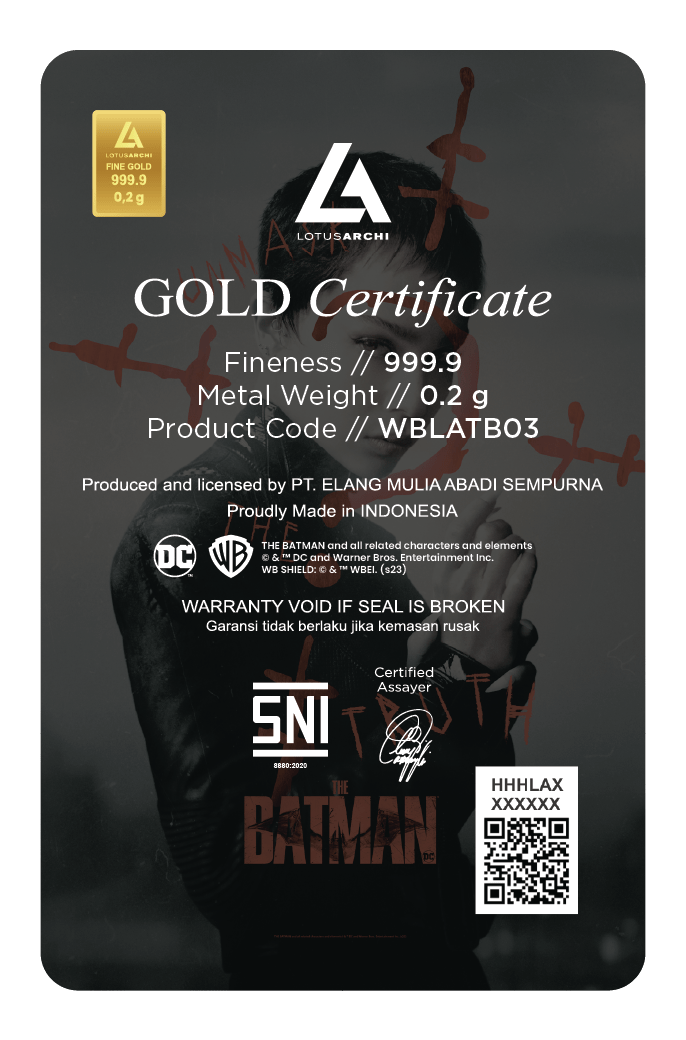 LOTUSARCHI
FINE GOLD
999.9
0,2 g
LOTUSARCHI
UNMASK
GOLD Certificate
Fineness // 999.9
Metal Weight // 0.2 g
Product Code // WBLATB03
Produced and licensed by PT. ELANG MULIA ABADI SEMPURNA
Proudly Made in INDONESIA
THE
DC
WB
THE BATMAN and all related characters and elements
© & ™ DC and Warner Bros. Entertainment Inc.
WB SHIELD: © & ™ WBEI. (s23)
WARRANTY VOID IF SEAL IS BROKEN
Garansi tidak berlaku jika kemasan rusak
Certified
Assayer
SNI
TRUTH
8880:2020
HHHLAX
XXXXXX
THE
BATMAN
DC